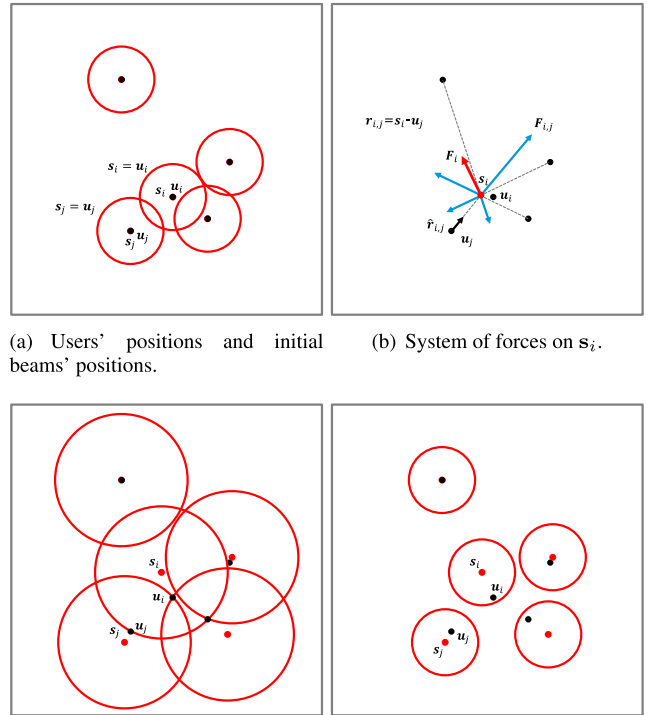 s_i = u_i
s_i u_i
s_j = u_j
s_j u_j
r_{i,j}=s_i-u_j
F_{i,j}
F_i
s_i
u_i
r̂_{i,j}
u_j
(a) Users' positions and initial
beams' positions.
(b) System of forces on s_i.
s_i
u_i
s_j u_j
s_i
u_i
u_j
s_j